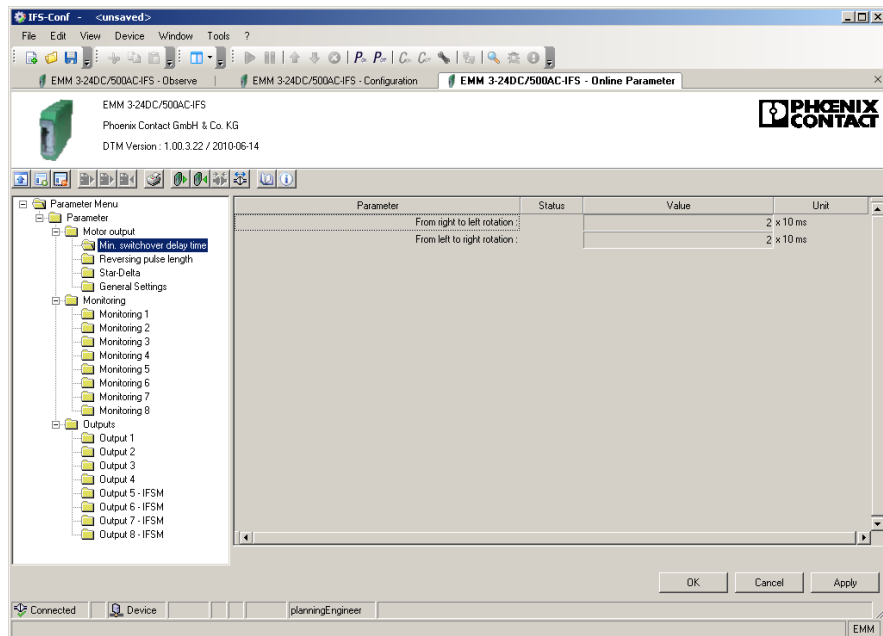 IFS-Conf - <unsaved>
File Edit View Device Window Tools ?
EMM 3-24DC/500AC-IFS - Observe | EMM 3-24DC/500AC-IFS - Configuration EMM 3-24DC/500AC-IFS - Online Parameter
EMM 3-24DC/500AC-IFS
Phoenix Contact GmbH & Co. KG
DTM Version : 1.00.3.22 / 2010-06-14
PHŒNIX
CONTACT
Parameter Menu
Parameter
Motor output
Min. switchover delay time
Reversing pulse length
Star-Delta
General Settings
Monitoring
Monitoring 1
Monitoring 2
Monitoring 3
Monitoring 4
Monitoring 5
Monitoring 6
Monitoring 7
Monitoring 8
Outputs
Output 1
Output 2
Output 3
Output 4
Output 5 - IFSM
Output 6 - IFSM
Output 7 - IFSM
Output 8 - IFSM
Parameter Status Value Unit
From right to left rotation : 2 x 10 ms
From left to right rotation : 2 x 10 ms
OK Cancel Apply
Connected Device planningEngineer
EMM